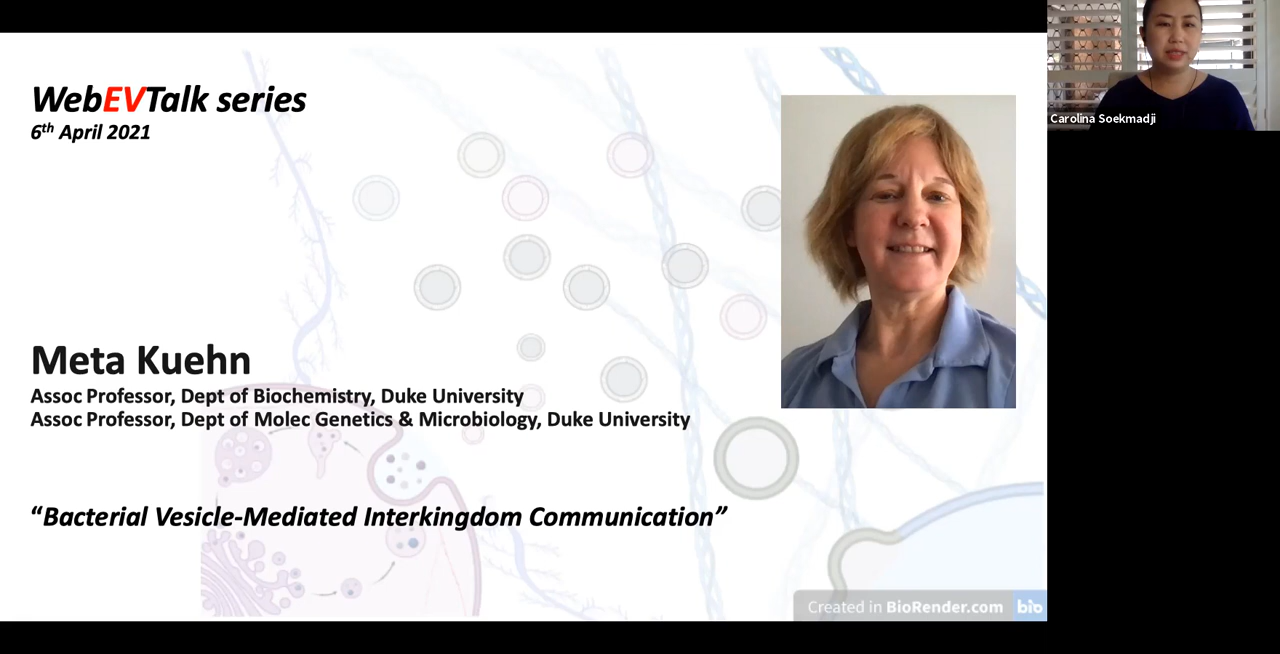 WebEVTalk series
6th April 2021
Carolina Soekmadji
Meta Kuehn
Assoc Professor, Dept of Biochemistry, Duke University
Assoc Professor, Dept of Molec Genetics & Microbiology, Duke University
“Bacterial Vesicle-Mediated Interkingdom Communication”
Created in BioRender.com bio